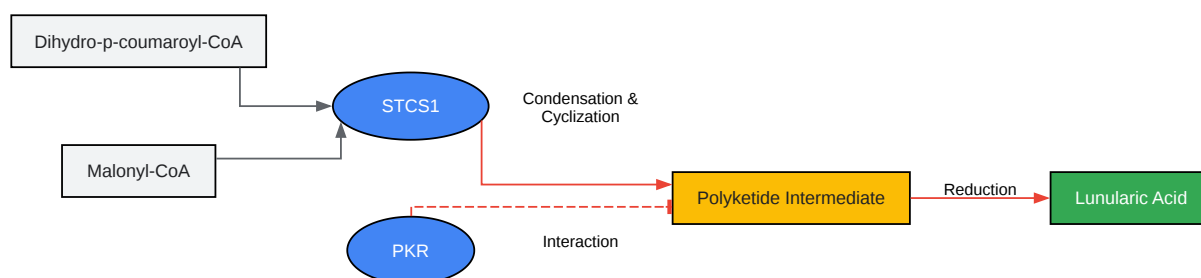 Dihydro-p-coumaroyl-CoA
STCS1
Condensation &
Cyclization
Malonyl-CoA
Polyketide Intermediate
Reduction
Lunularic Acid
Interaction
PKR